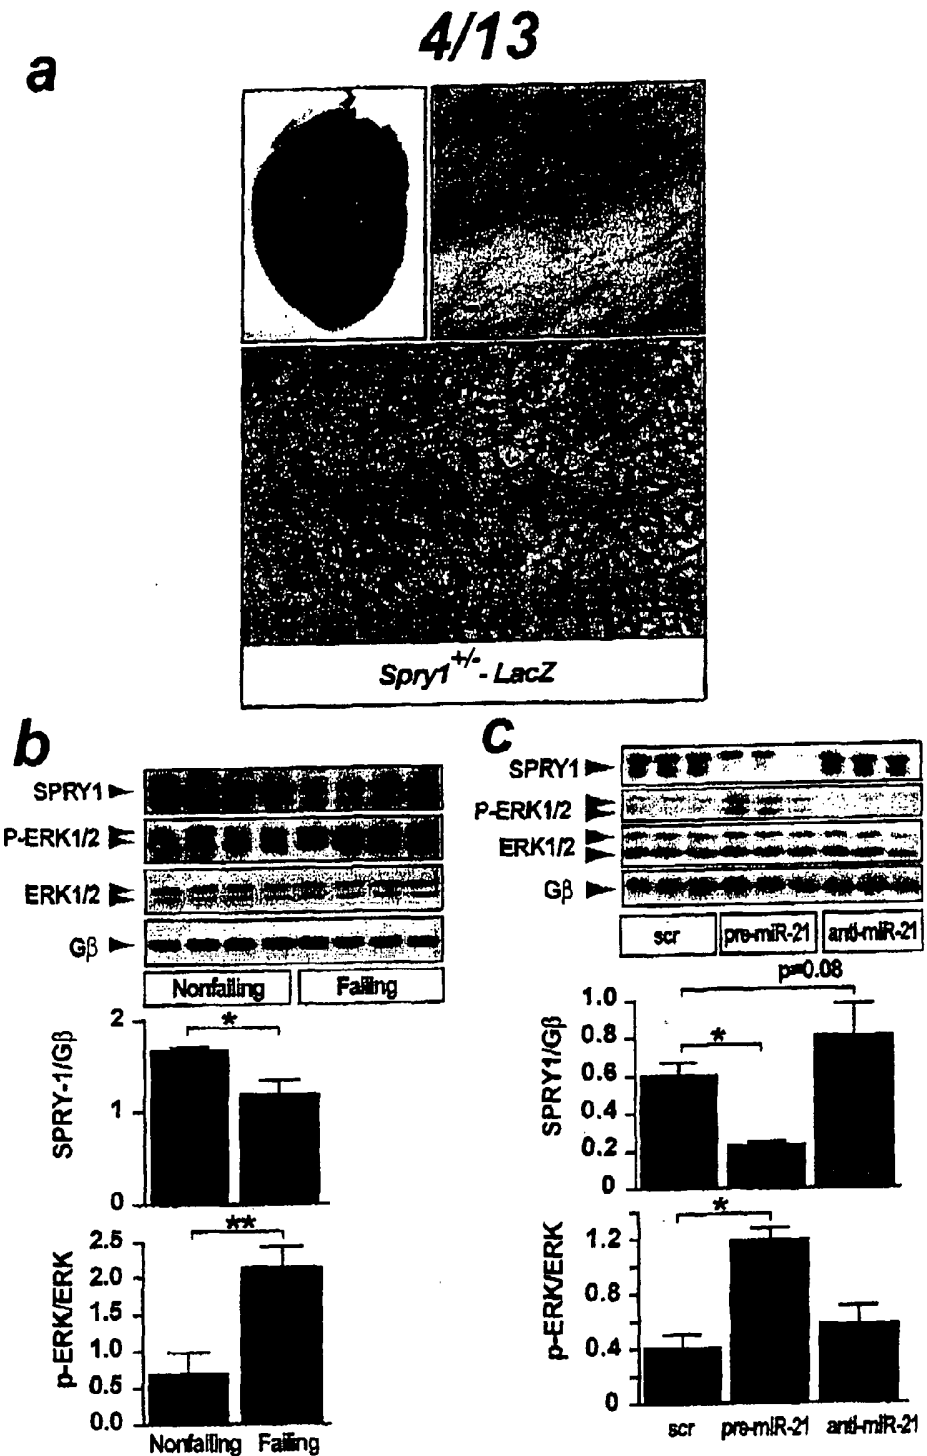 4/13
a
Spry1+/- - LacZ
b
SPRY1
P-ERK1/2
ERK1/2
Gβ
Nonfailing Failing
SPRY-1/Gβ
2
1
0
*
p-ERK/ERK
2.5
2.0
1.5
1.0
0.5
0.0
**
Nonfailing Failing
c
SPRY1
P-ERK1/2
ERK1/2
Gβ
scr pre-miR-21 anti-miR-21
p=0.08
SPRY1/Gβ
1.0
0.8
0.6
0.4
0.2
0
*
p-ERK/ERK
1.2
0.8
0.4
0
*
scr pre-miR-21 anti-miR-21